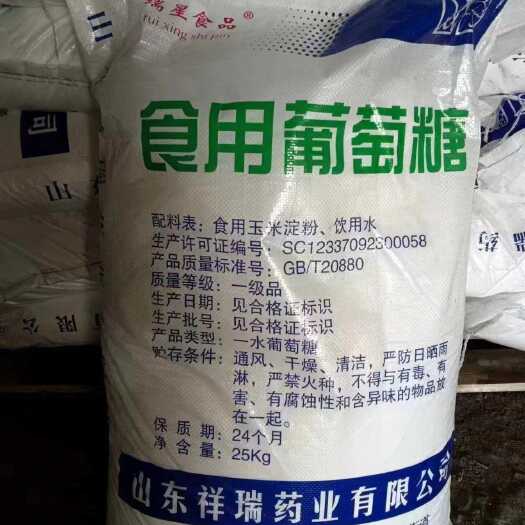 瑞星食品®
rui xing shi pin
食用葡萄糖
配料表：食用玉米淀粉、饮用水
生产许可证编号：SC12337092300058
产品质量标准号：GB/T20880
质量等级：一级品
生产日期：见合格证标识
生产批号：见合格证标识
产品类型：一水葡萄糖
贮存条件：通风、干燥、清洁，严防日晒雨
淋，严禁火种，不得与有毒、有
害、有腐蚀性和含异味的物品放
在一起。
保质期：24个月
净含量：25Kg
山东祥瑞药业有限公司